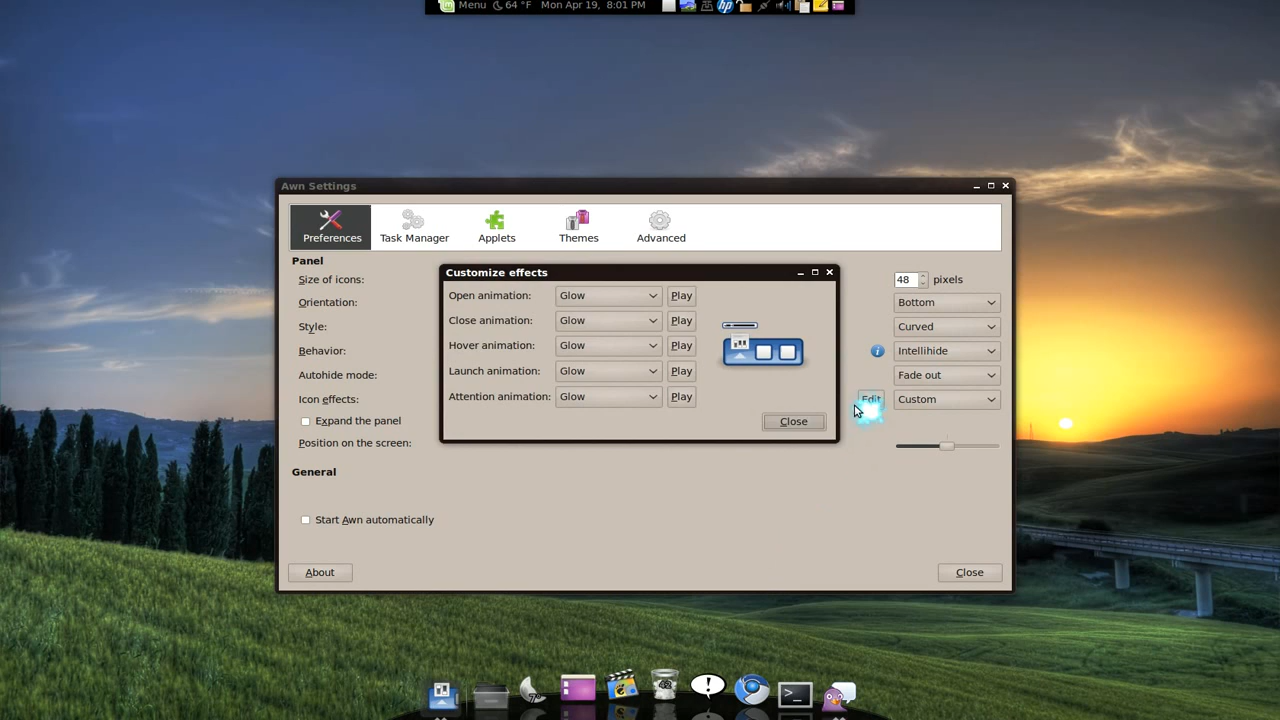 Menu 64 °F Mon Apr 19, 8:01 PM
hp
Awn Settings
Preferences Task Manager Applets Themes Advanced
Panel
Size of icons: 48 pixels
Orientation: Bottom
Style: Curved
Behavior: Intellihide
Autohide mode: Fade out
Icon effects: Edit Custom
Expand the panel
Position on the screen:
General
Start Awn automatically
About Close
Customize effects
Open animation: Glow Play
Close animation: Glow Play
Hover animation: Glow Play
Launch animation: Glow Play
Attention animation: Glow Play
Close
7°
>_